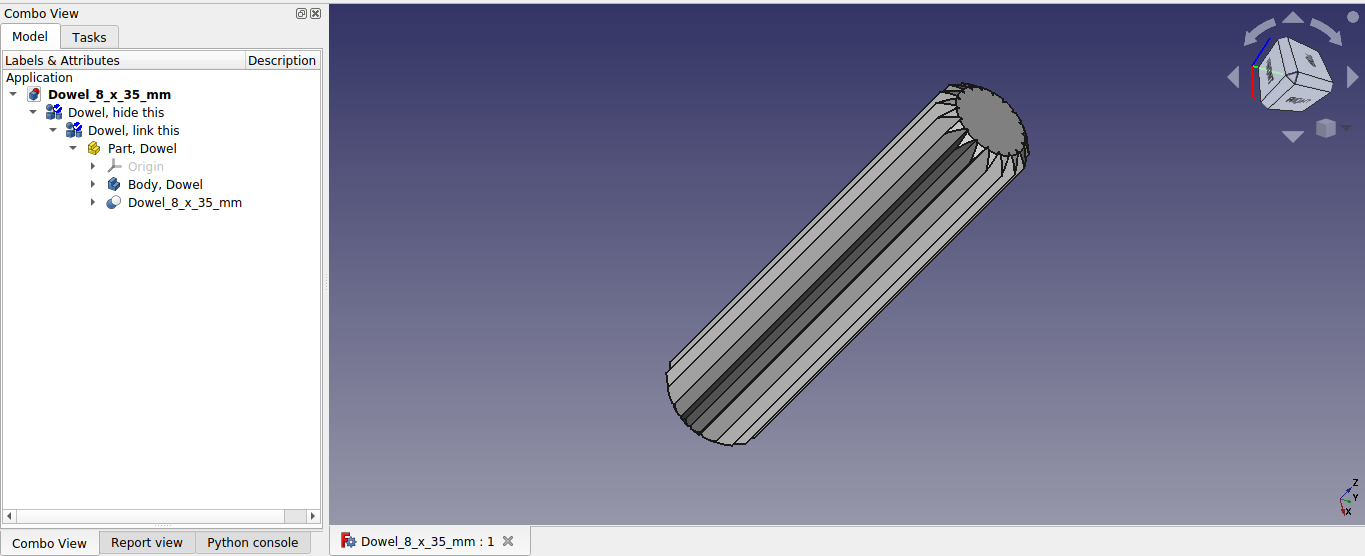 Combo View
Model
Tasks
Labels & Attributes
Description
Application
Dowel_8_x_35_mm
Dowel, hide this
Dowel, link this
Part, Dowel
Origin
Body, Dowel
Dowel_8_x_35_mm
Combo View
Report view
Python console
Dowel_8_x_35_mm : 1
Z
Y
X